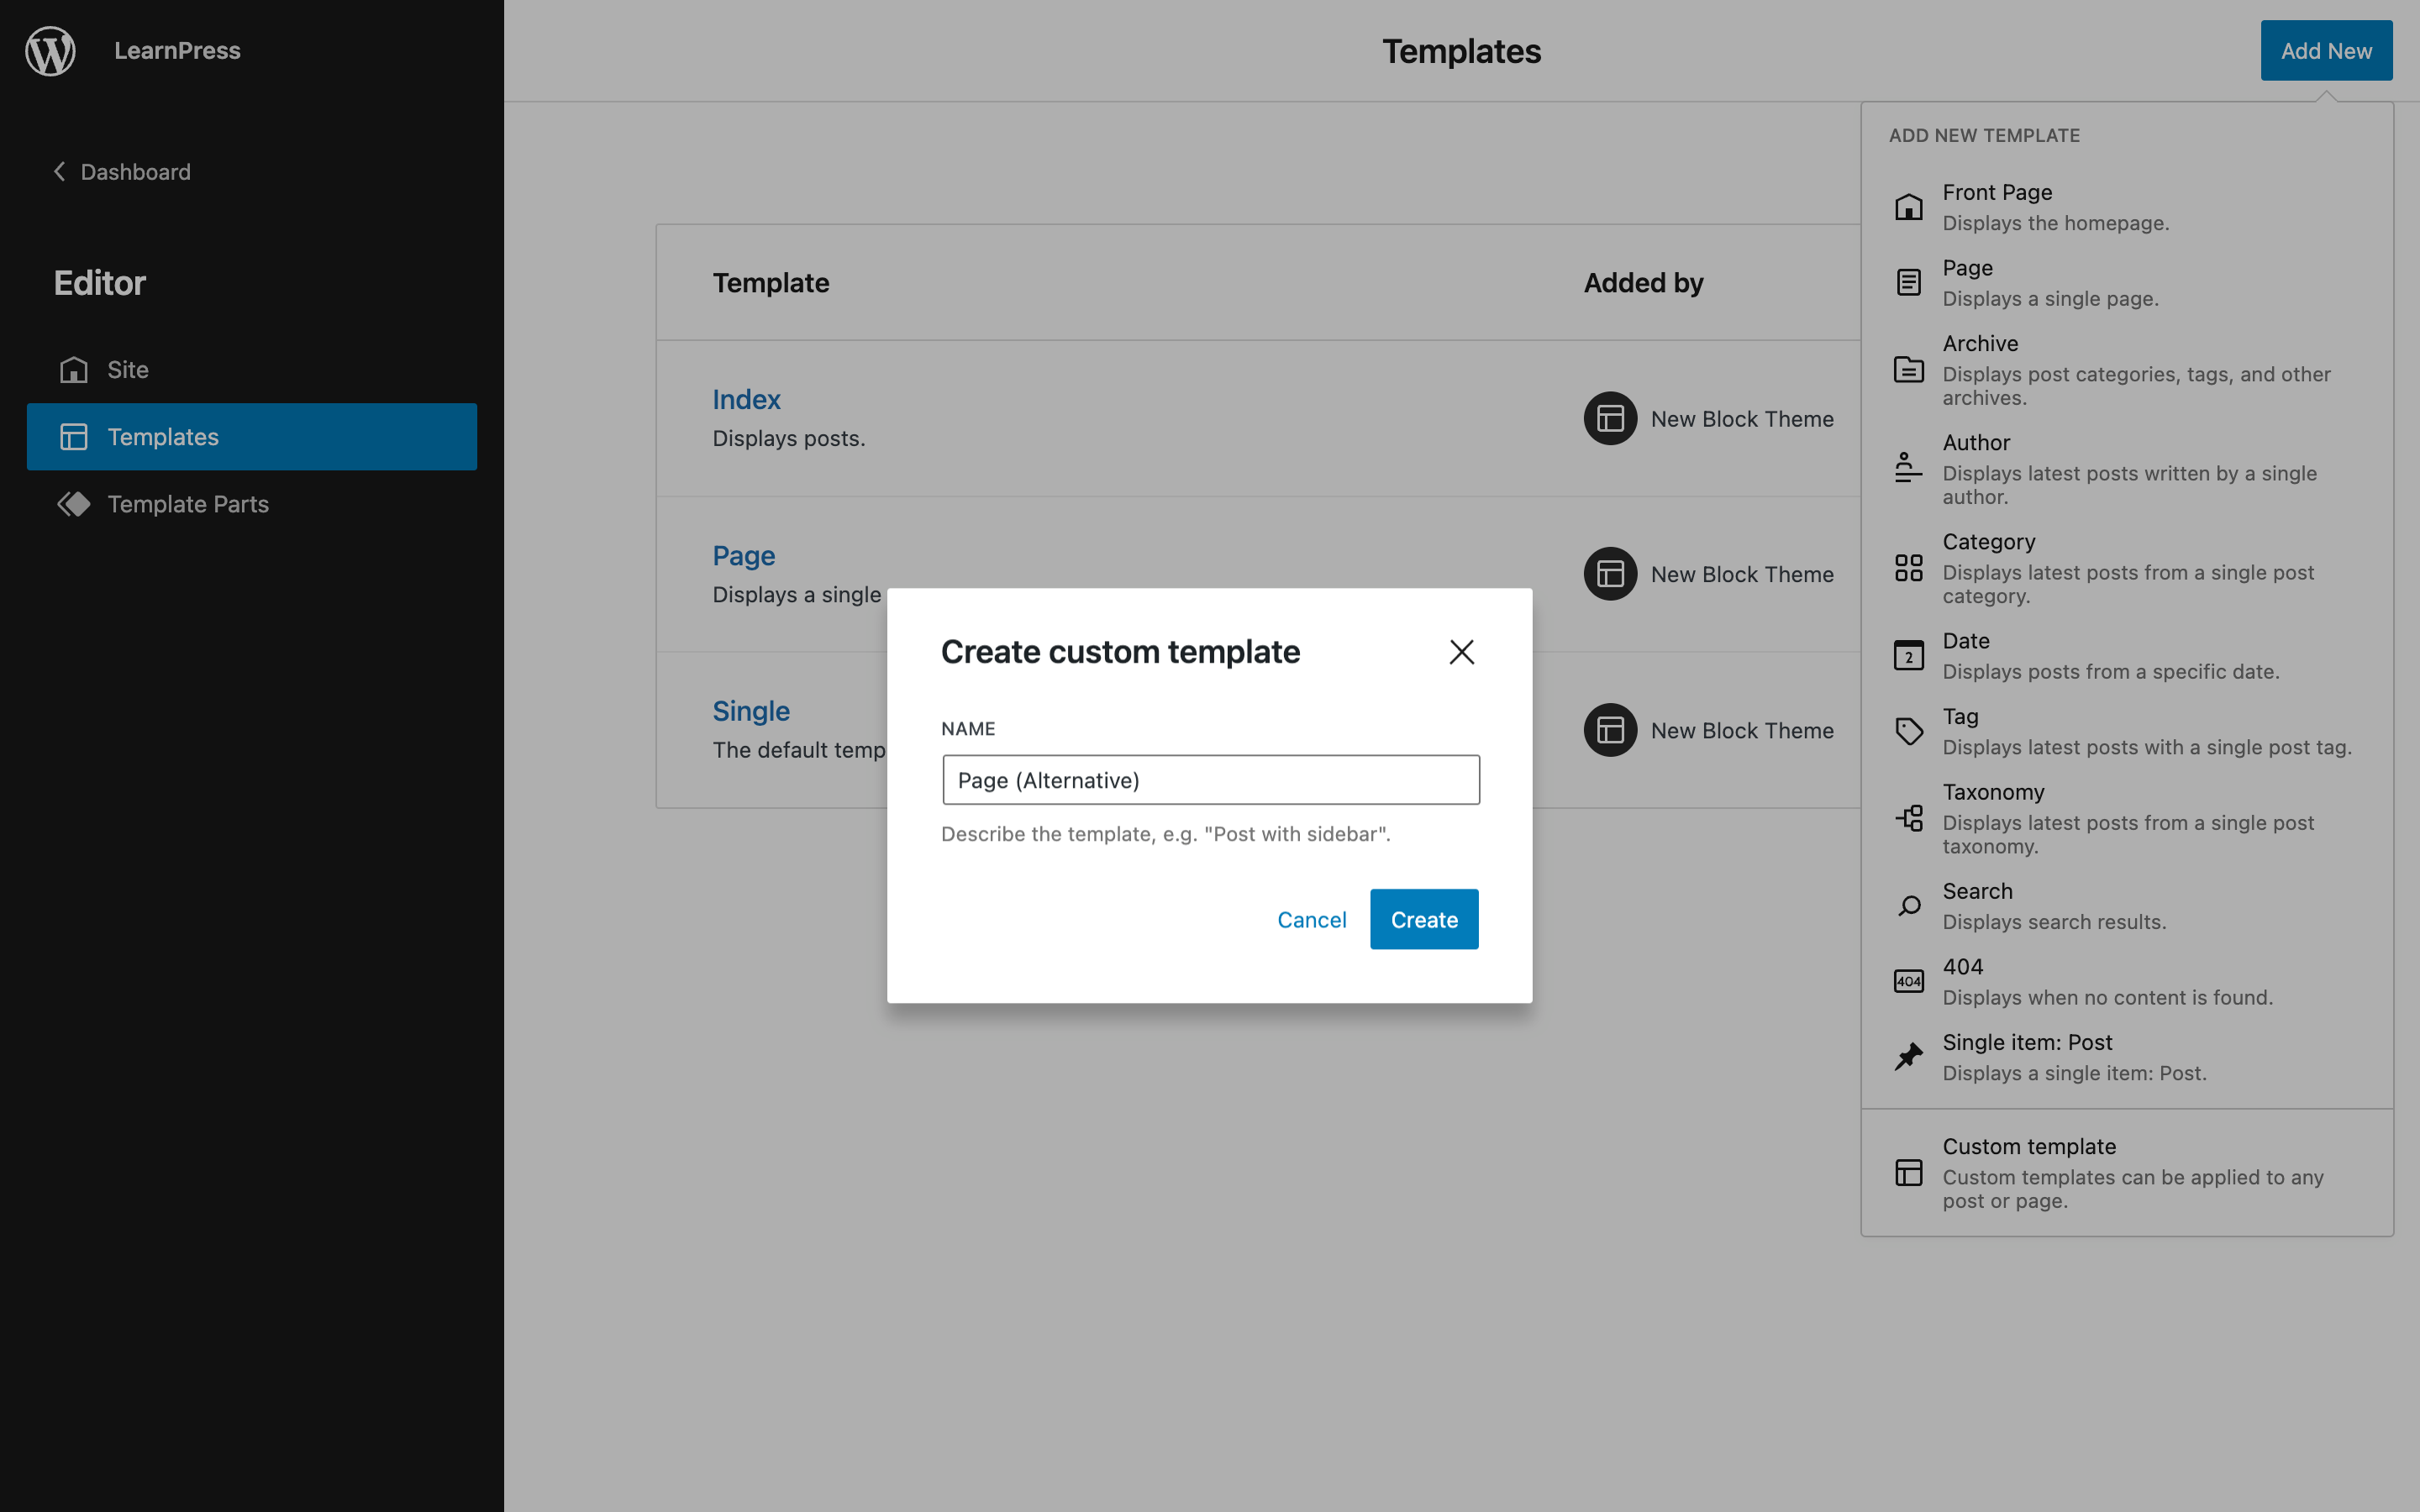 LearnPress
Dashboard
Editor
Site
Templates
Template Parts
Templates
Add New
Template
Added by
Index
Displays posts.
New Block Theme
Page
Displays a single
New Block Theme
Single
The default temp
New Block Theme
ADD NEW TEMPLATE
Front Page
Displays the homepage.
Page
Displays a single page.
Archive
Displays post categories, tags, and other
archives.
Author
Displays latest posts written by a single
author.
Category
Displays latest posts from a single post
category.
2
Date
Displays posts from a specific date.
Tag
Displays latest posts with a single post tag.
Taxonomy
Displays latest posts from a single post
taxonomy.
Search
Displays search results.
404
404
Displays when no content is found.
Single item: Post
Displays a single item: Post.
Custom template
Custom templates can be applied to any
post or page.
Create custom template
NAME
Page (Alternative)
Describe the template, e.g. "Post with sidebar".
Cancel
Create